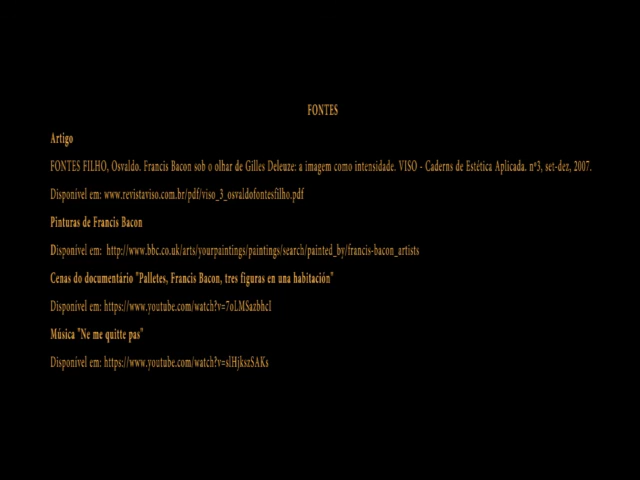 FONTES
Artigo
FONTES FILHO, Osvaldo. Francis Bacon sob o olhar de Gilles Deleuze: a imagem como intensidade. VISO - Caderns de Estética Aplicada. nº3, set-dez, 2007.
Disponível em: www.revistaviso.com.br/pdf/viso_3_osvaldofontesfilho.pdf
Pinturas de Francis Bacon
Disponível em: http://www.bbc.co.uk/arts/yourpaintings/paintings/search/painted_by/francis-bacon_artists
Cenas do documentário "Palletes, Francis Bacon, tres figuras en una habitación"
Disponível em: https://www.youtube.com/watch?v=7oLMSazbhcI
Música "Ne me quitte pas"
Disponível em: https://www.youtube.com/watch?v=slHjkszSAKs